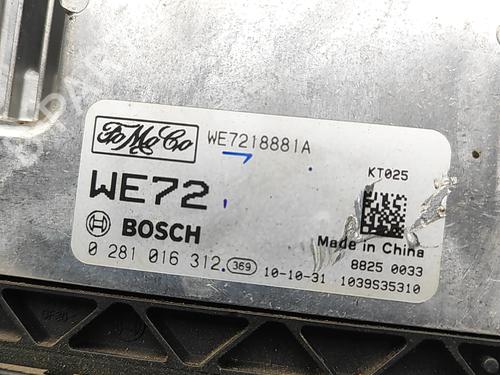 FoMoCo WE7218881A
KT025
WE72
BOSCH
Made in China
0 281 016 312 369 10-10-31
8825 0033
1039S35310